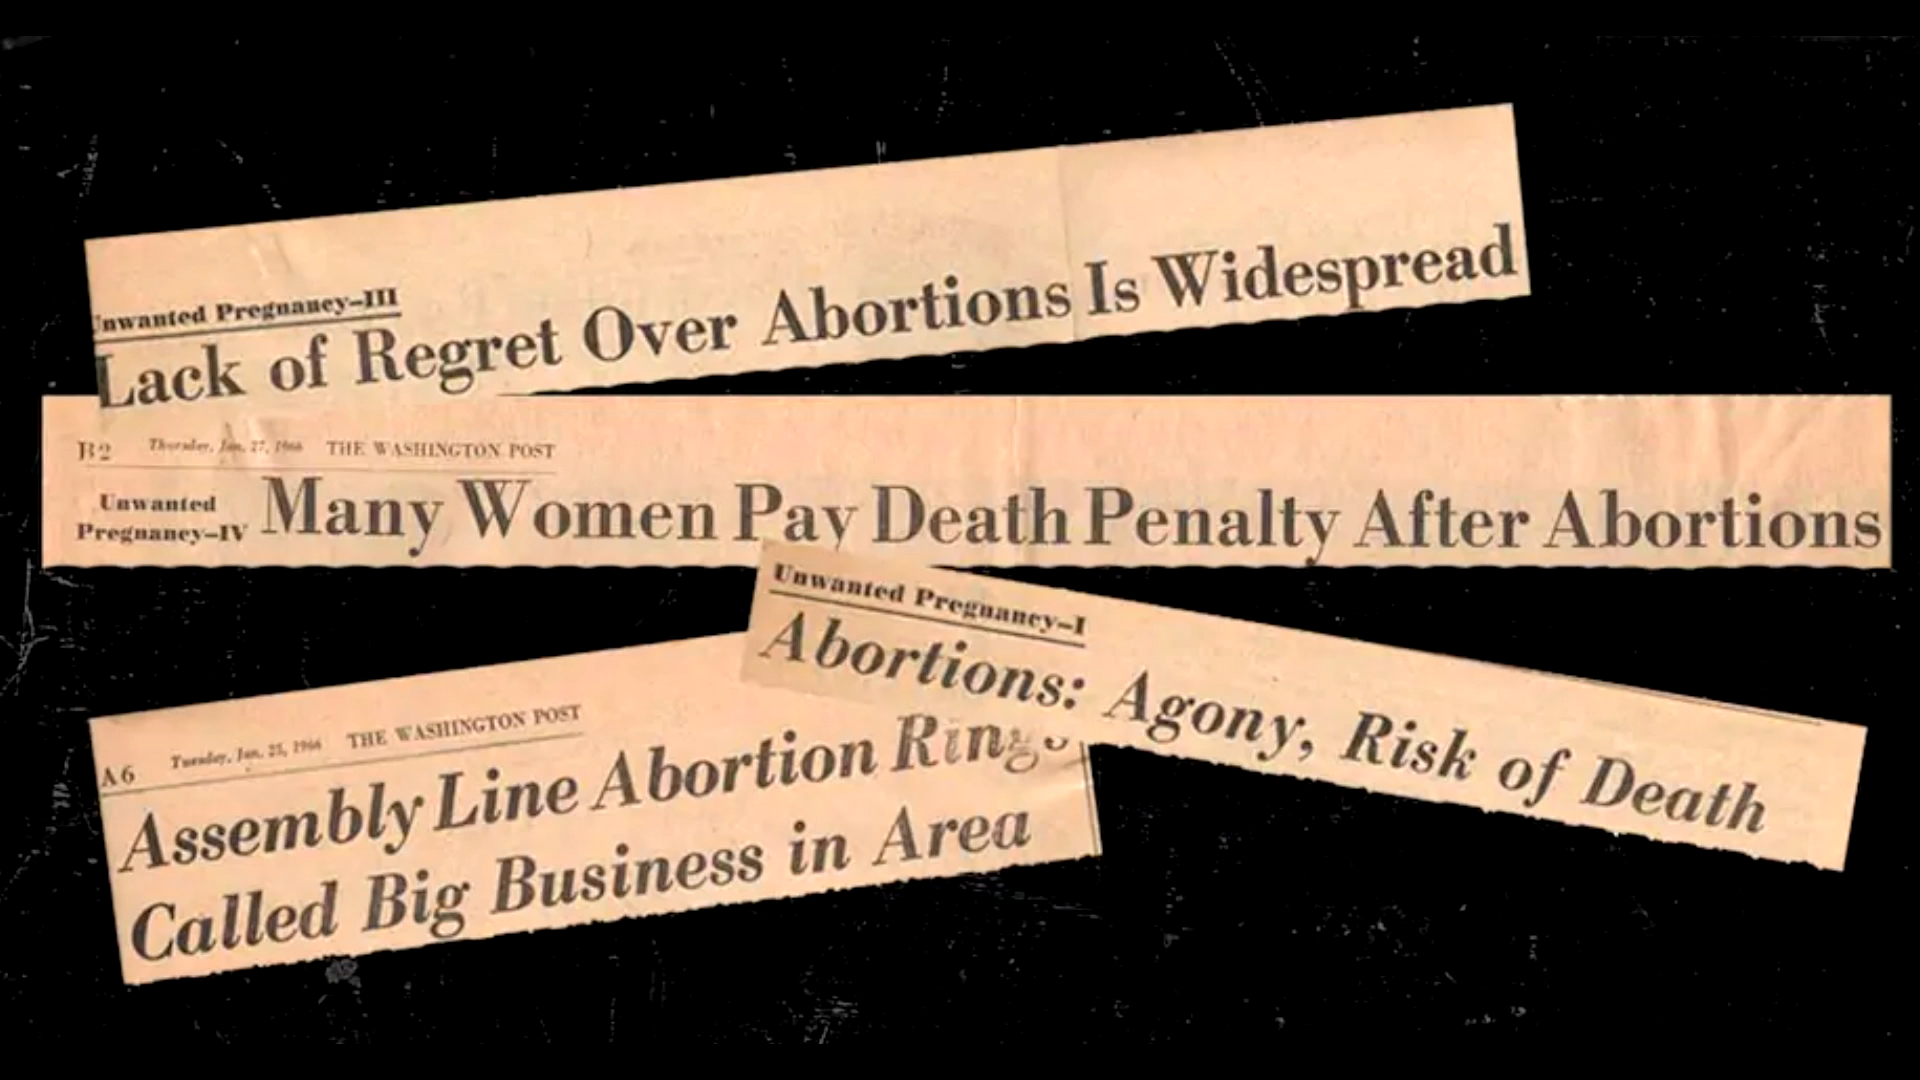 Unwanted Pregnancy–III
Lack of Regret Over Abortions Is Widespread
B2 Thursday, Jan. 27, 1966 THE WASHINGTON POST
Unwanted
Pregnancy–IV
Many Women Pay Death Penalty After Abortions
Unwanted Pregnancy–I
Abortions: Agony, Risk of Death
A6 Tuesday, Jan. 25, 1966 THE WASHINGTON POST
Assembly Line Abortion Rings
Called Big Business in Area